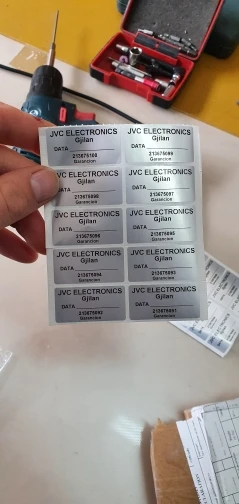 JVC ELECTRONICS
Gjilan
DATA
213675100
Garancion
JVC ELECTRONICS
Gjilan
DATA
213675099
Garancion
JVC ELECTRONICS
Gjilan
DATA
213675098
Garancion
JVC ELECTRONICS
Gjilan
DATA
213675097
Garancion
JVC ELECTRONICS
Gjilan
DATA
213675096
Garancion
JVC ELECTRONICS
Gjilan
DATA
213675095
Garancion
JVC ELECTRONICS
Gjilan
DATA
213675094
Garancion
JVC ELECTRONICS
Gjilan
DATA
213675093
Garancion
JVC ELECTRONICS
Gjilan
DATA
213675092
Garancion
JVC ELECTRONICS
Gjilan
DATA
213675091
Garancion